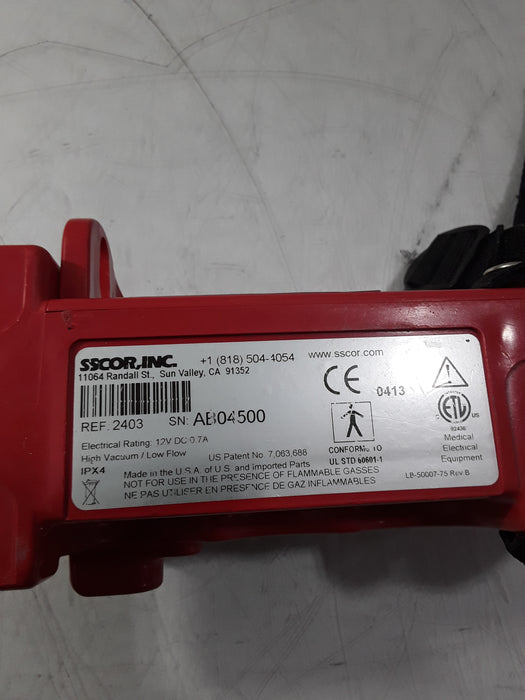 SSCOR, INC. +1 (818) 504-4054 www.sscor.com
11064 Randall St., Sun Valley, CA 91352
REF. 2403 SN: AB04500
Electrical Rating: 12V DC 0.7A
High Vacuum / Low Flow US Patent No. 7,063,688
IPX4 Made in the U.S.A. of U.S. and imported Parts
NOT FOR USE IN THE PRESENCE OF FLAMMABLE GASSES
NE PAS UTILISER EN PRESENCE DE GAZ INFLAMMABLES
CE 0413
CONFORMS TO
UL STD 60601-1
ETL US
92436
Medical
Electrical
Equipment
LB-50007-75 Rev.B